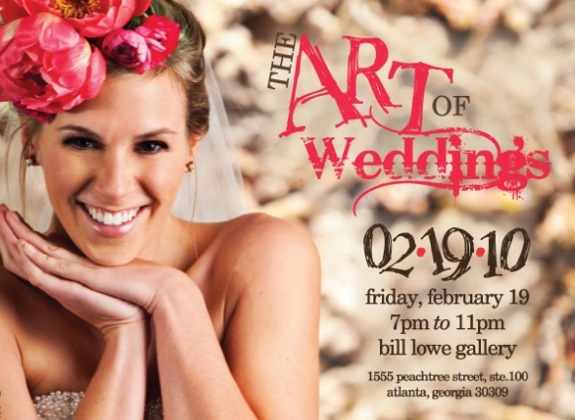 THE ART OF
Weddings
02•19•10
friday, february 19
7pm to 11pm
bill lowe gallery
1555 peachtree street, ste.100
atlanta, georgia 30309